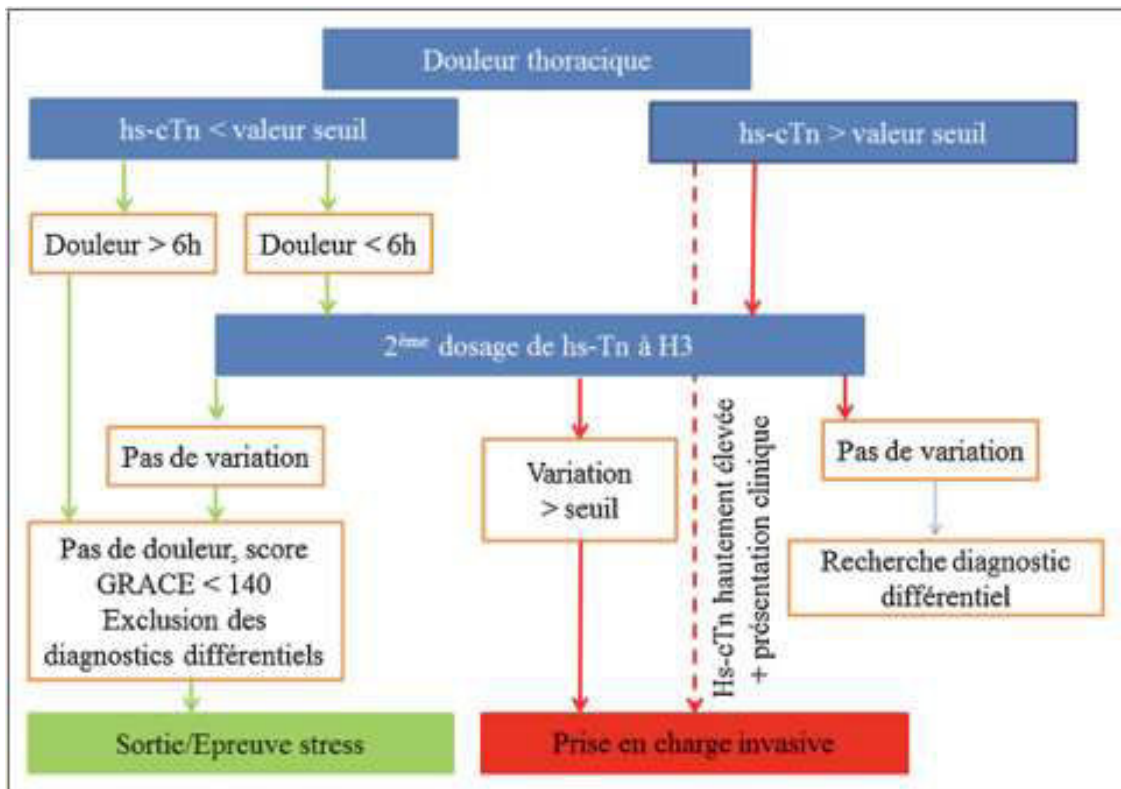 Douleur thoracique
hs-cTn < valeur seuil
hs-cTn > valeur seuil
Douleur > 6h
Douleur < 6h
2ème dosage de hs-Tn à H3
Pas de variation
Variation
> seuil
Hs-cTn hautement élevée
+ présentation clinique
Pas de variation
Pas de douleur, score
GRACE < 140
Exclusion des
diagnostics différentiels
Recherche diagnostic
différentiel
Sortie/Epreuve stress
Prise en charge invasive